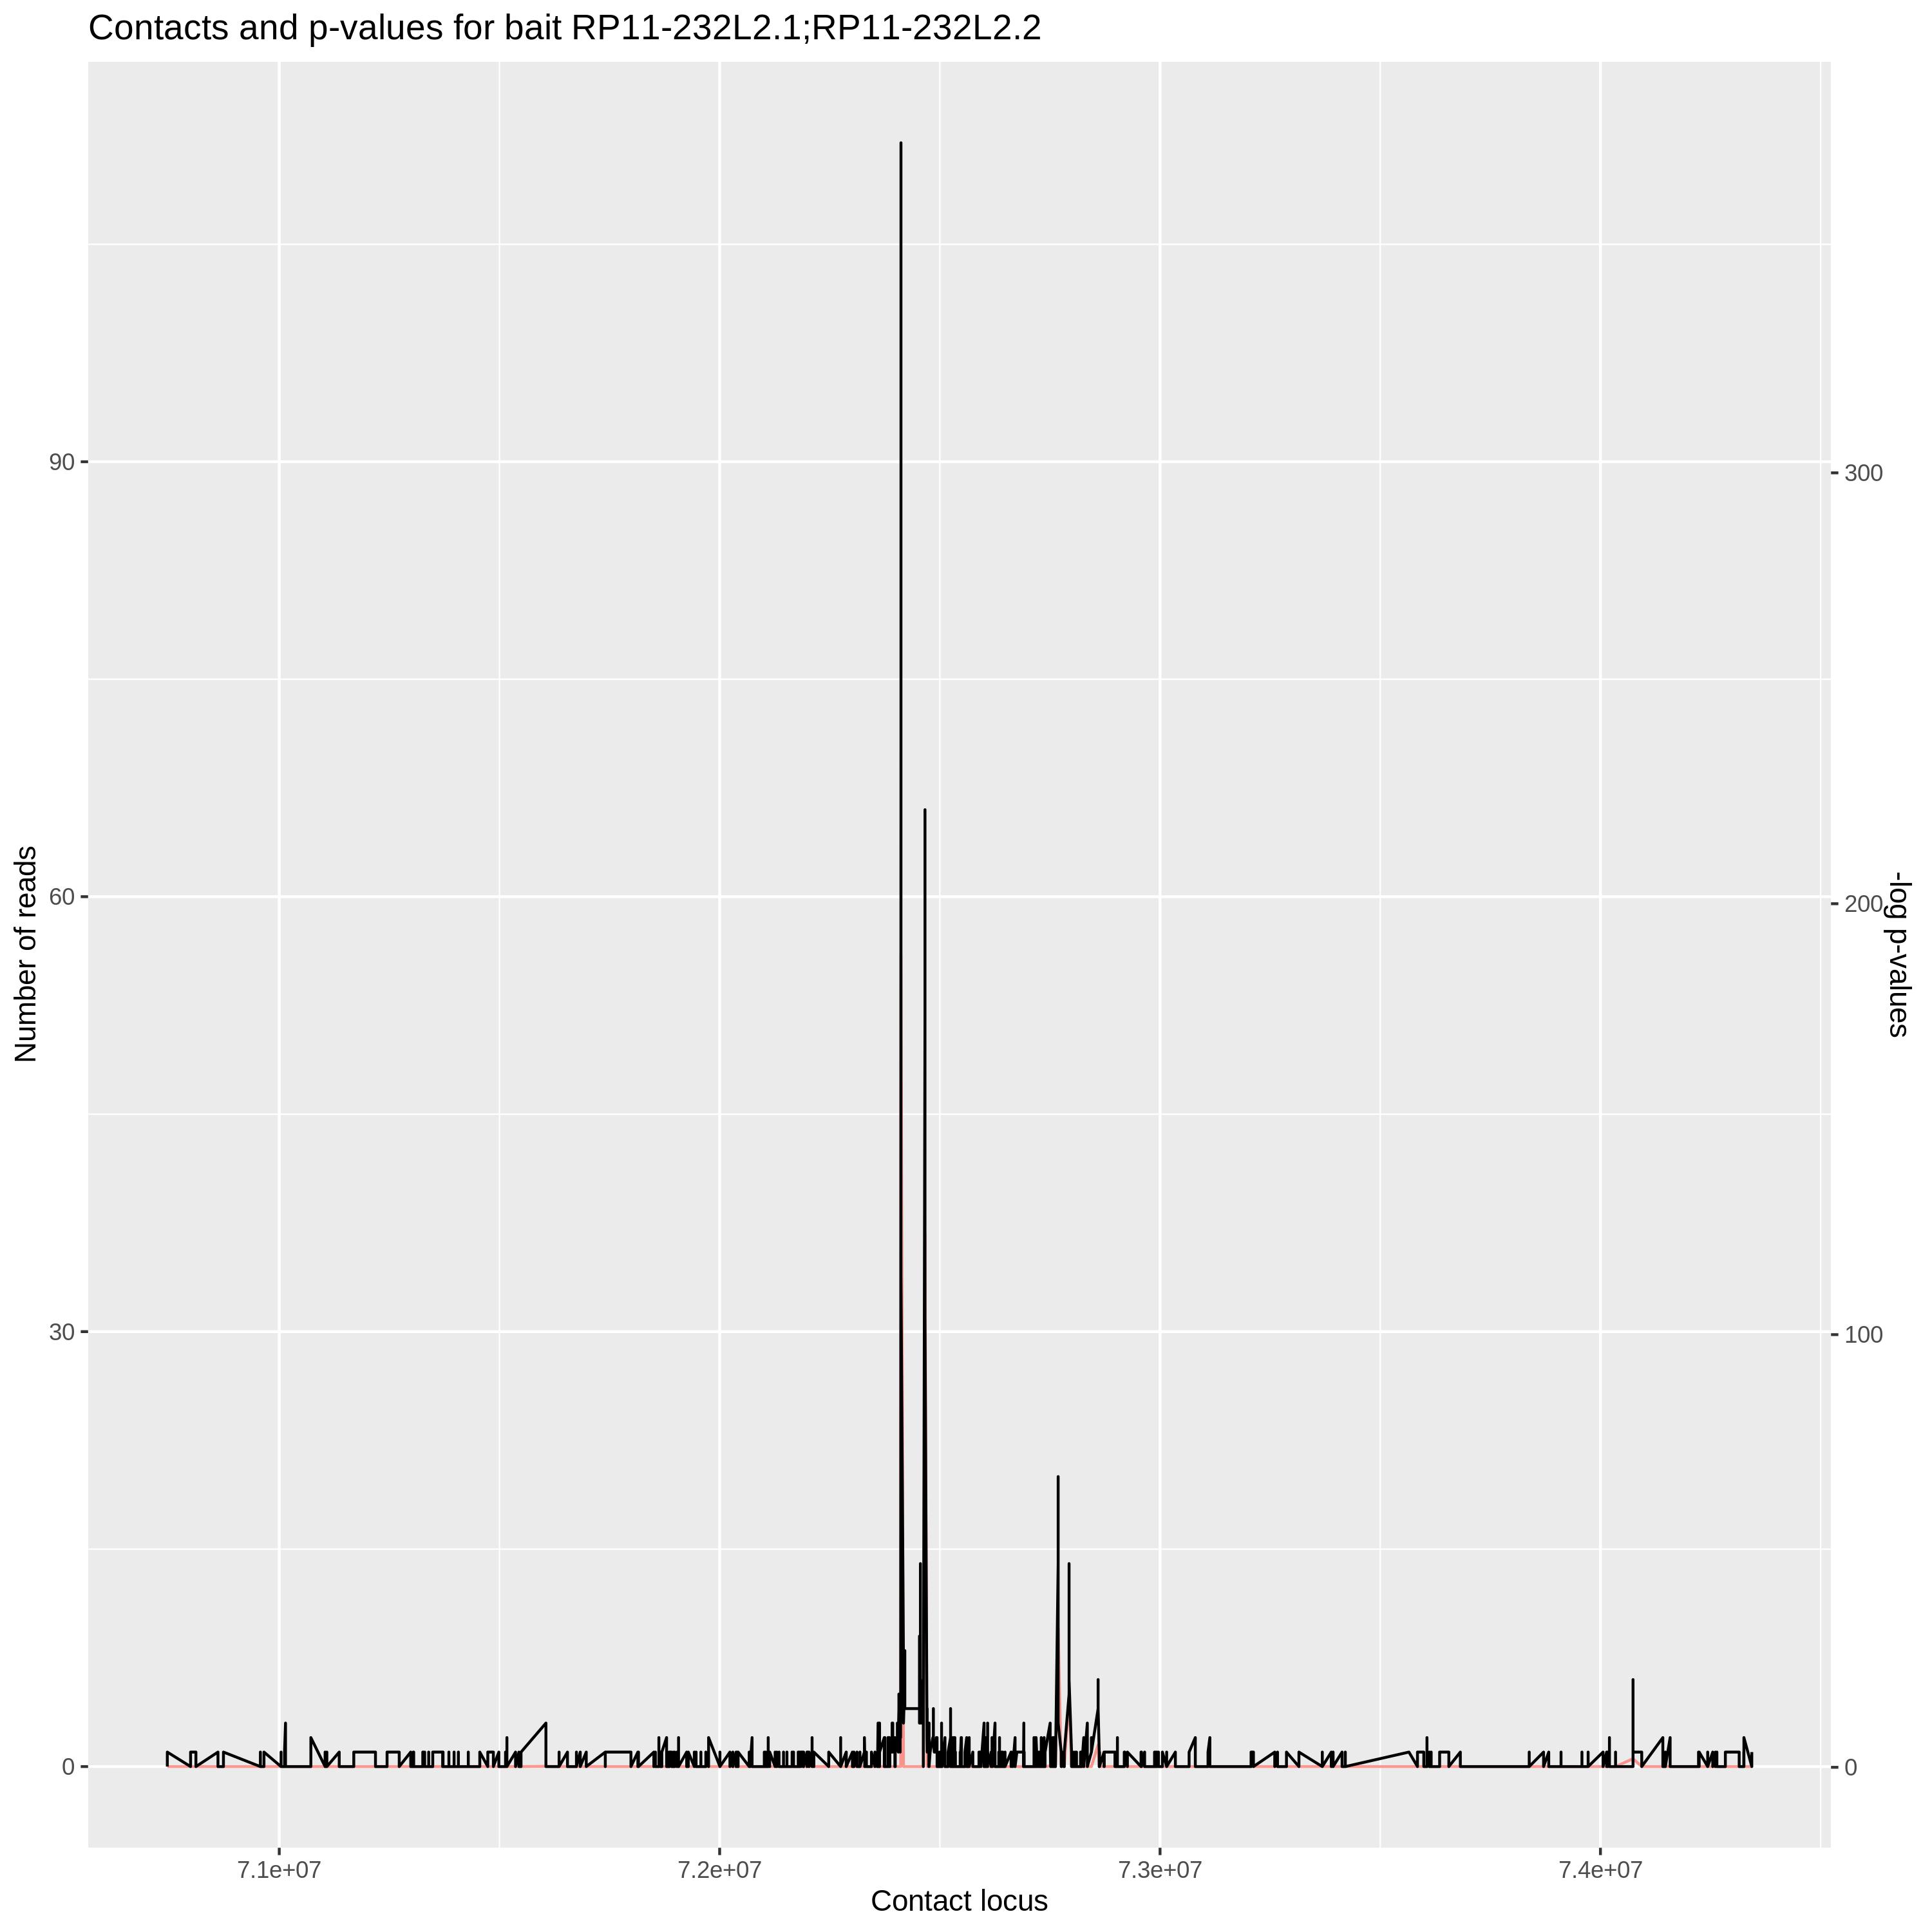 Contacts and p-values for bait RP11-232L2.1;RP11-232L2.2
Number of reads
90
60
30
0
300
200
100
0
-log p-values
7.1e+07
7.2e+07
7.3e+07
7.4e+07
Contact locus